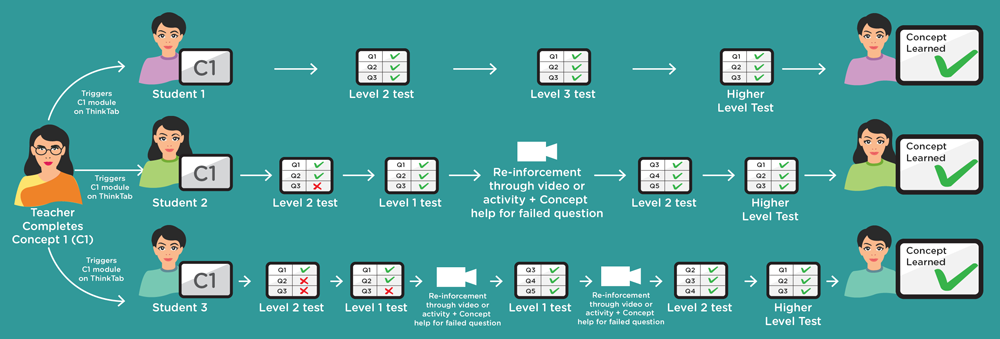 Teacher
Completes
Concept 1 (C1)
Triggers
C1 module
on ThinkTab
C1
Student 1
Q1
Q2
Q3
Level 2 test
Q1
Q2
Q3
Level 3 test
Q1
Q2
Q3
Higher
Level Test
Concept
Learned
Triggers
C1 module
on ThinkTab
C1
Student 2
Q1
Q2
Q3
Level 2 test
Q1
Q2
Q3
Level 1 test
Re-inforcement
through video or
activity + Concept
help for failed question
Q3
Q4
Q5
Level 2 test
Q1
Q2
Q3
Higher
Level Test
Concept
Learned
Triggers
C1 module
on ThinkTab
C1
Student 3
Q1
Q2
Q3
Level 2 test
Q1
Q2
Q3
Level 1 test
Re-inforcement
through video or
activity + Concept
help for failed question
Q3
Q4
Q5
Level 1 test
Re-inforcement
through video or
activity + Concept
help for failed question
Q2
Q3
Q4
Level 2 test
Q1
Q2
Q3
Higher
Level Test
Concept
Learned